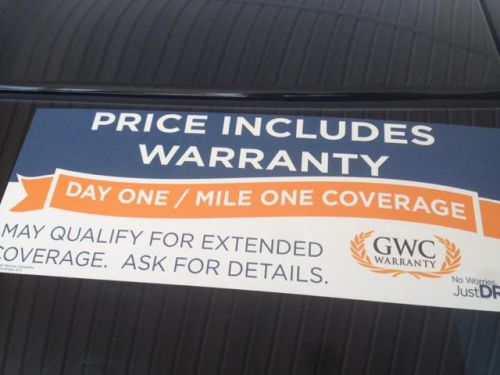 PRICE INCLUDES
WARRANTY
DAY ONE / MILE ONE COVERAGE
MAY QUALIFY FOR EXTENDED
COVERAGE. ASK FOR DETAILS.
GWC
WARRANTY
No Worries.
JustDR